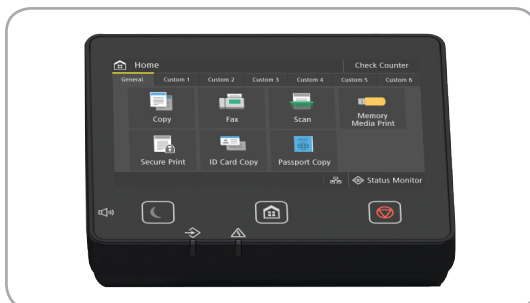 Home
Check Counter
General
Custom 1
Custom 2
Custom 3
Custom 4
Custom 5
Custom 6
Copy
Fax
Scan
Memory
Media Print
Secure Print
ID Card Copy
Passport Copy
Status Monitor